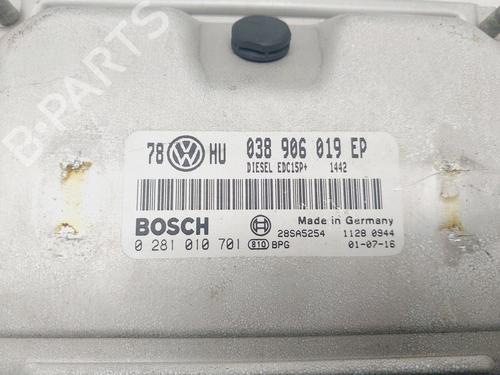 B-PARTS
78 HU 038 906 019 EP
DIESEL EDC15P+ 1442
BOSCH
Made in Germany
28SA5254 1128 0944
0 281 010 701 810 BPG 01-07-16